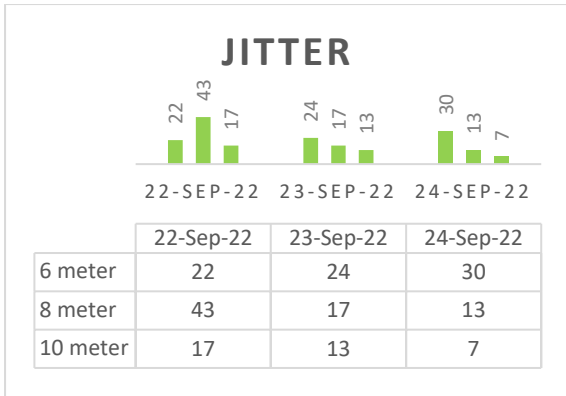 JITTER
22 43 17 24 17 13 30 13 7
22-SEP-22 23-SEP-22 24-SEP-22
22-Sep-22 23-Sep-22 24-Sep-22
6 meter 22 24 30
8 meter 43 17 13
10 meter 17 13 7